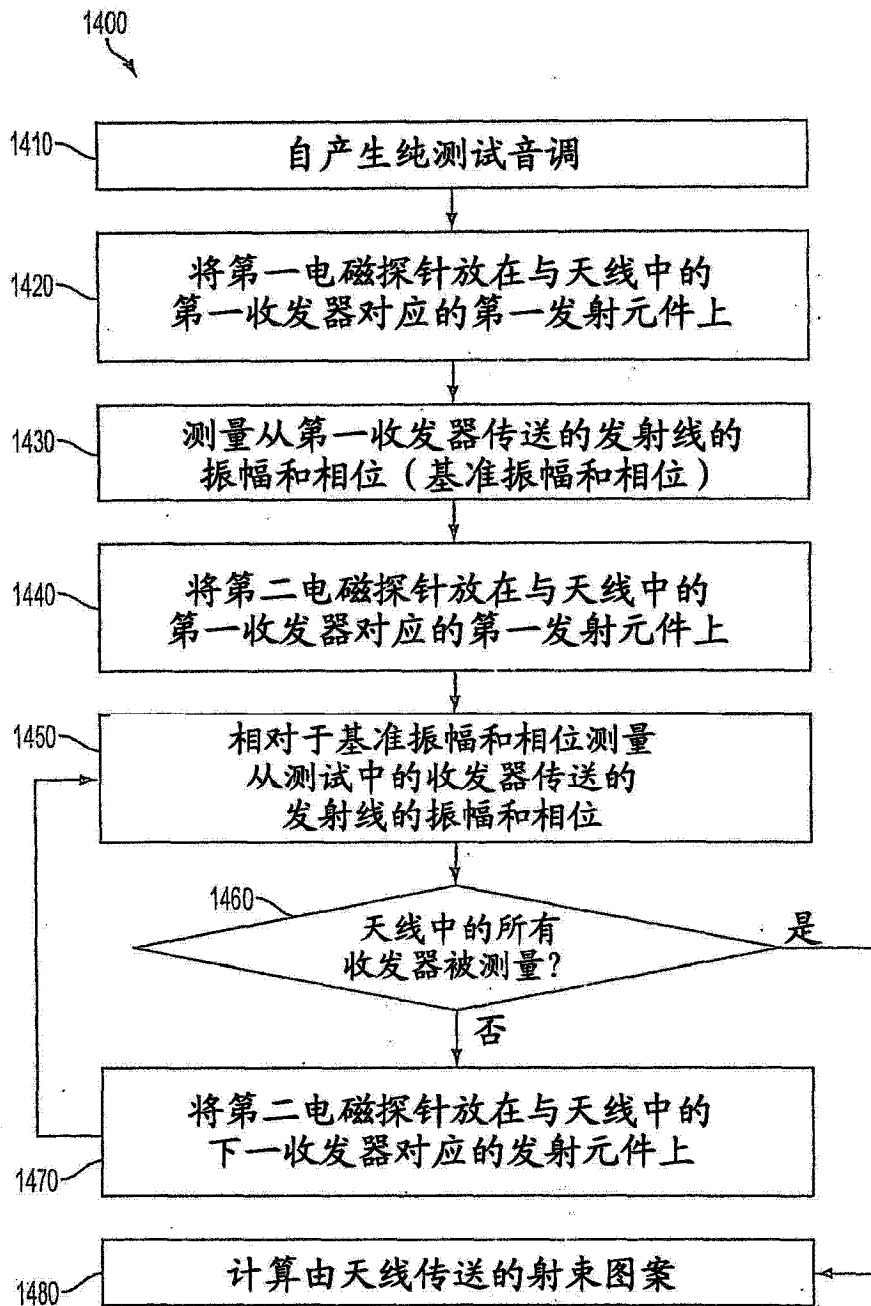 1400
1410
自产生纯测试音调
1420
将第一电磁探针放在与天线中的
第一收发器对应的第一发射元件上
1430
测量从第一收发器传送的发射线的
振幅和相位(基准振幅和相位)
1440
将第二电磁探针放在与天线中的
第一收发器对应的第一发射元件上
1450
相对于基准振幅和相位测量
从测试中的收发器传送的
发射线的振幅和相位
1460
天线中的所有
收发器被测量?
是
否
将第二电磁探针放在与天线中的
下一收发器对应的发射元件上
1470
计算由天线传送的射束图案
1480